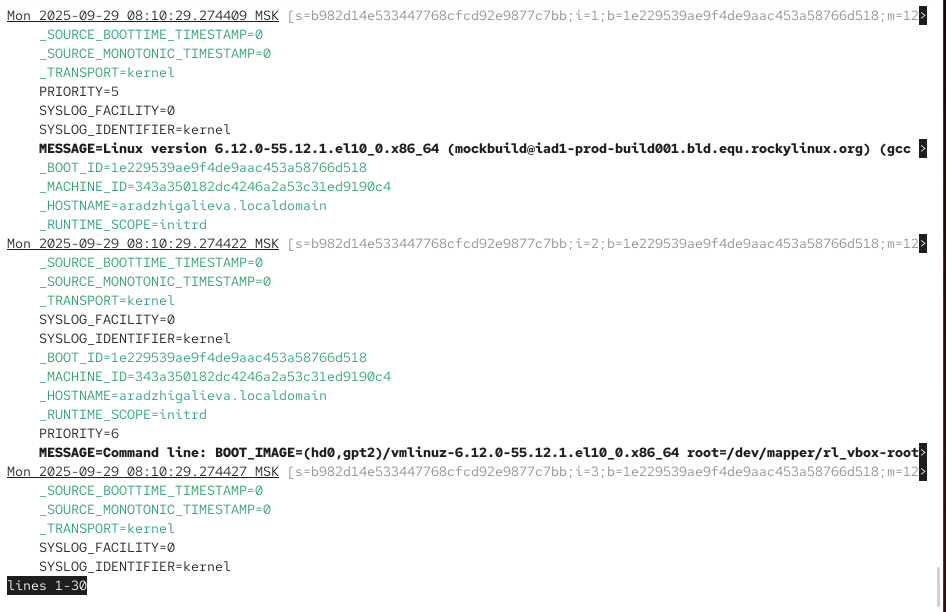 Mon 2025-09-29 08:10:29.274409 MSK [s=b982d14e533447768cfcd92e9877c7bb;i=1;b=1e229539ae9f4de9aac453a58766d518;m=12>
_SOURCE_BOOTTIME_TIMESTAMP=0
_SOURCE_MONOTONIC_TIMESTAMP=0
_TRANSPORT=kernel
PRIORITY=5
SYSLOG_FACILITY=0
SYSLOG_IDENTIFIER=kernel
MESSAGE=Linux version 6.12.0-55.12.1.el10_0.x86_64 (mockbuild@iad1-prod-build001.bld.equ.rockylinux.org) (gcc >
_BOOT_ID=1e229539ae9f4de9aac453a58766d518
_MACHINE_ID=343a350182dc4246a2a53c31ed9190c4
_HOSTNAME=aradzhigalieva.localdomain
_RUNTIME_SCOPE=initrd
Mon 2025-09-29 08:10:29.274422 MSK [s=b982d14e533447768cfcd92e9877c7bb;i=2;b=1e229539ae9f4de9aac453a58766d518;m=12>
_SOURCE_BOOTTIME_TIMESTAMP=0
_SOURCE_MONOTONIC_TIMESTAMP=0
_TRANSPORT=kernel
SYSLOG_FACILITY=0
SYSLOG_IDENTIFIER=kernel
_BOOT_ID=1e229539ae9f4de9aac453a58766d518
_MACHINE_ID=343a350182dc4246a2a53c31ed9190c4
_HOSTNAME=aradzhigalieva.localdomain
_RUNTIME_SCOPE=initrd
PRIORITY=6
MESSAGE=Command line: BOOT_IMAGE=(hd0,gpt2)/vmlinuz-6.12.0-55.12.1.el10_0.x86_64 root=/dev/mapper/rl_vbox-root>
Mon 2025-09-29 08:10:29.274427 MSK [s=b982d14e533447768cfcd92e9877c7bb;i=3;b=1e229539ae9f4de9aac453a58766d518;m=12>
_SOURCE_BOOTTIME_TIMESTAMP=0
_SOURCE_MONOTONIC_TIMESTAMP=0
_TRANSPORT=kernel
SYSLOG_FACILITY=0
SYSLOG_IDENTIFIER=kernel
lines 1-30